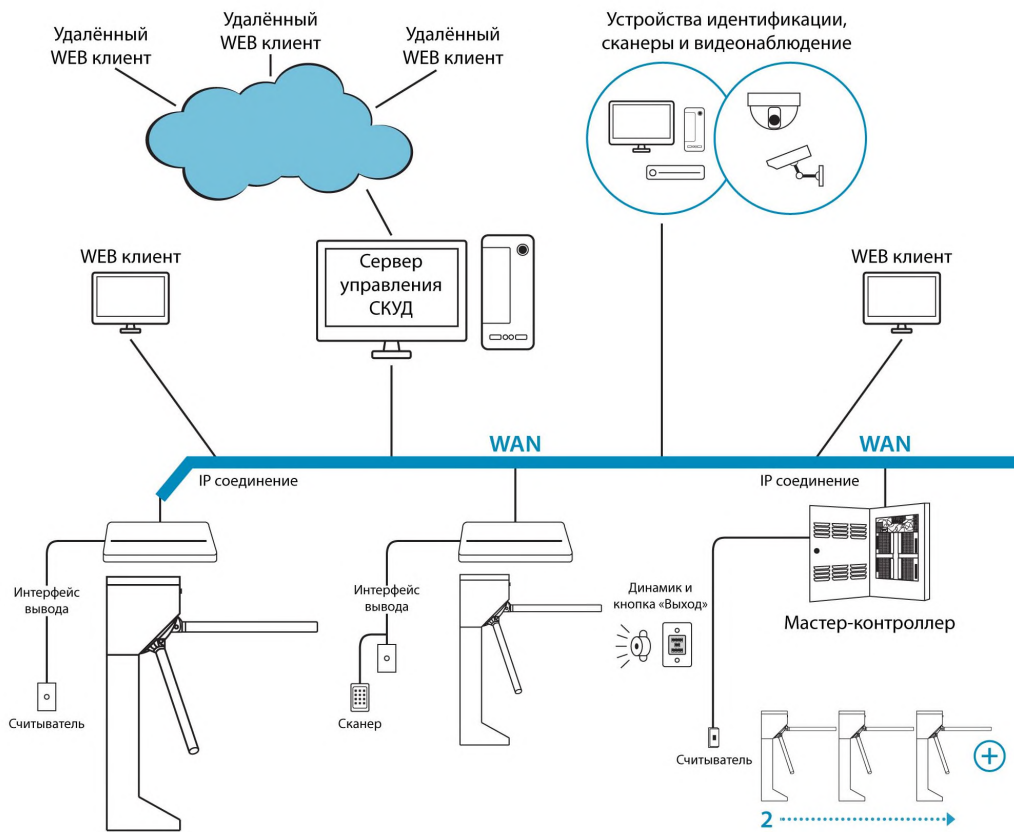 Удалённый
WEB клиент
Удалённый
WEB клиент
Удалённый
WEB клиент
Устройства идентификации,
сканеры и видеонаблюдение
WEB клиент
Сервер
управления
СКУД
WEB клиент
WAN
WAN
IP соединение
IP соединение
Интерфейс
вывода
Интерфейс
вывода
Динамик и
кнопка «Выход»
Мастер-контроллер
Считыватель
Сканер
Считыватель
2